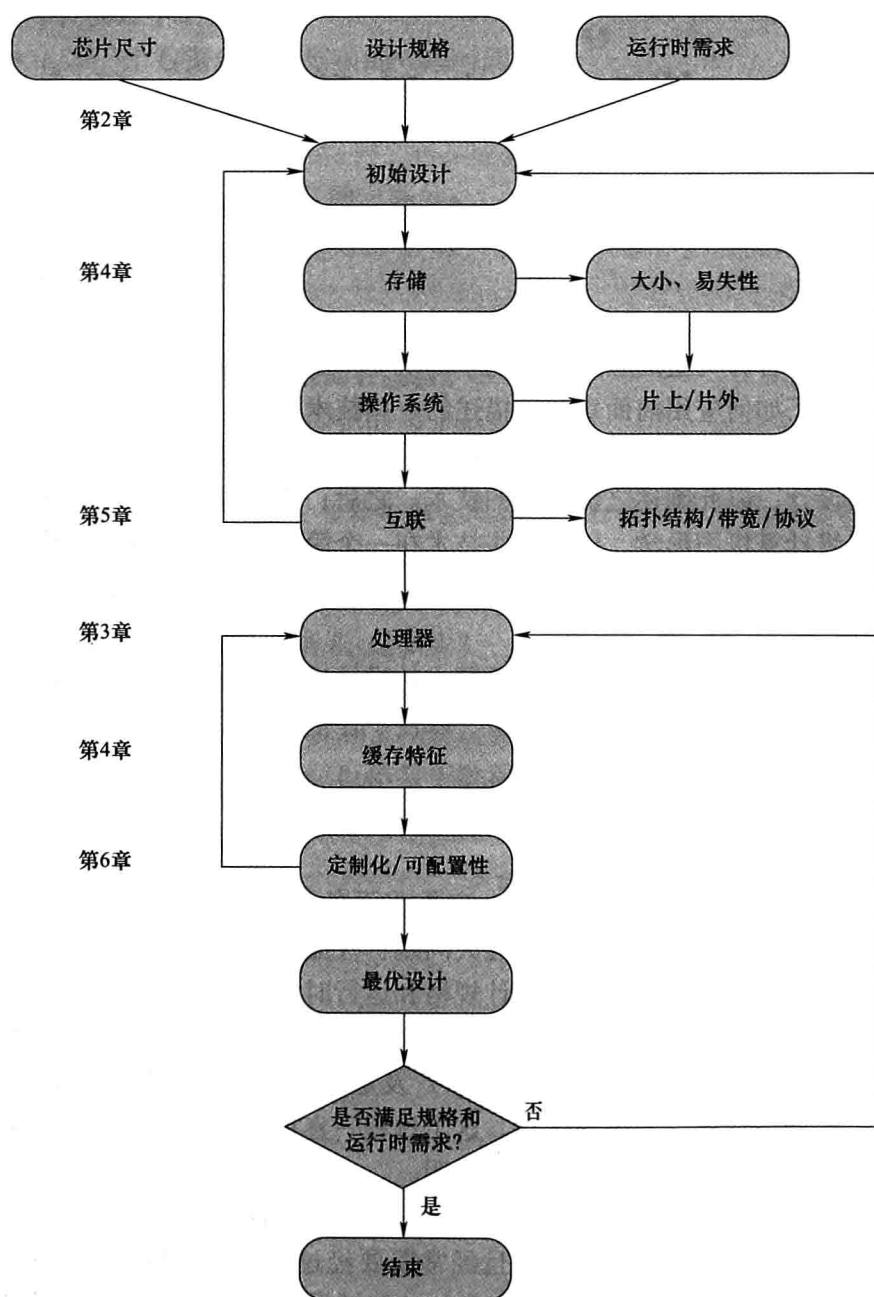 芯片尺寸
设计规格
运行时需求
第2章
初始设计
第4章
存储
大小、易失性
操作系统
片上/片外
第5章
互联
拓扑结构/带宽/协议
第3章
处理器
第4章
缓存特征
第6章
定制化/可配置性
最优设计
是否满足规格和
运行时需求?
否
是
结束